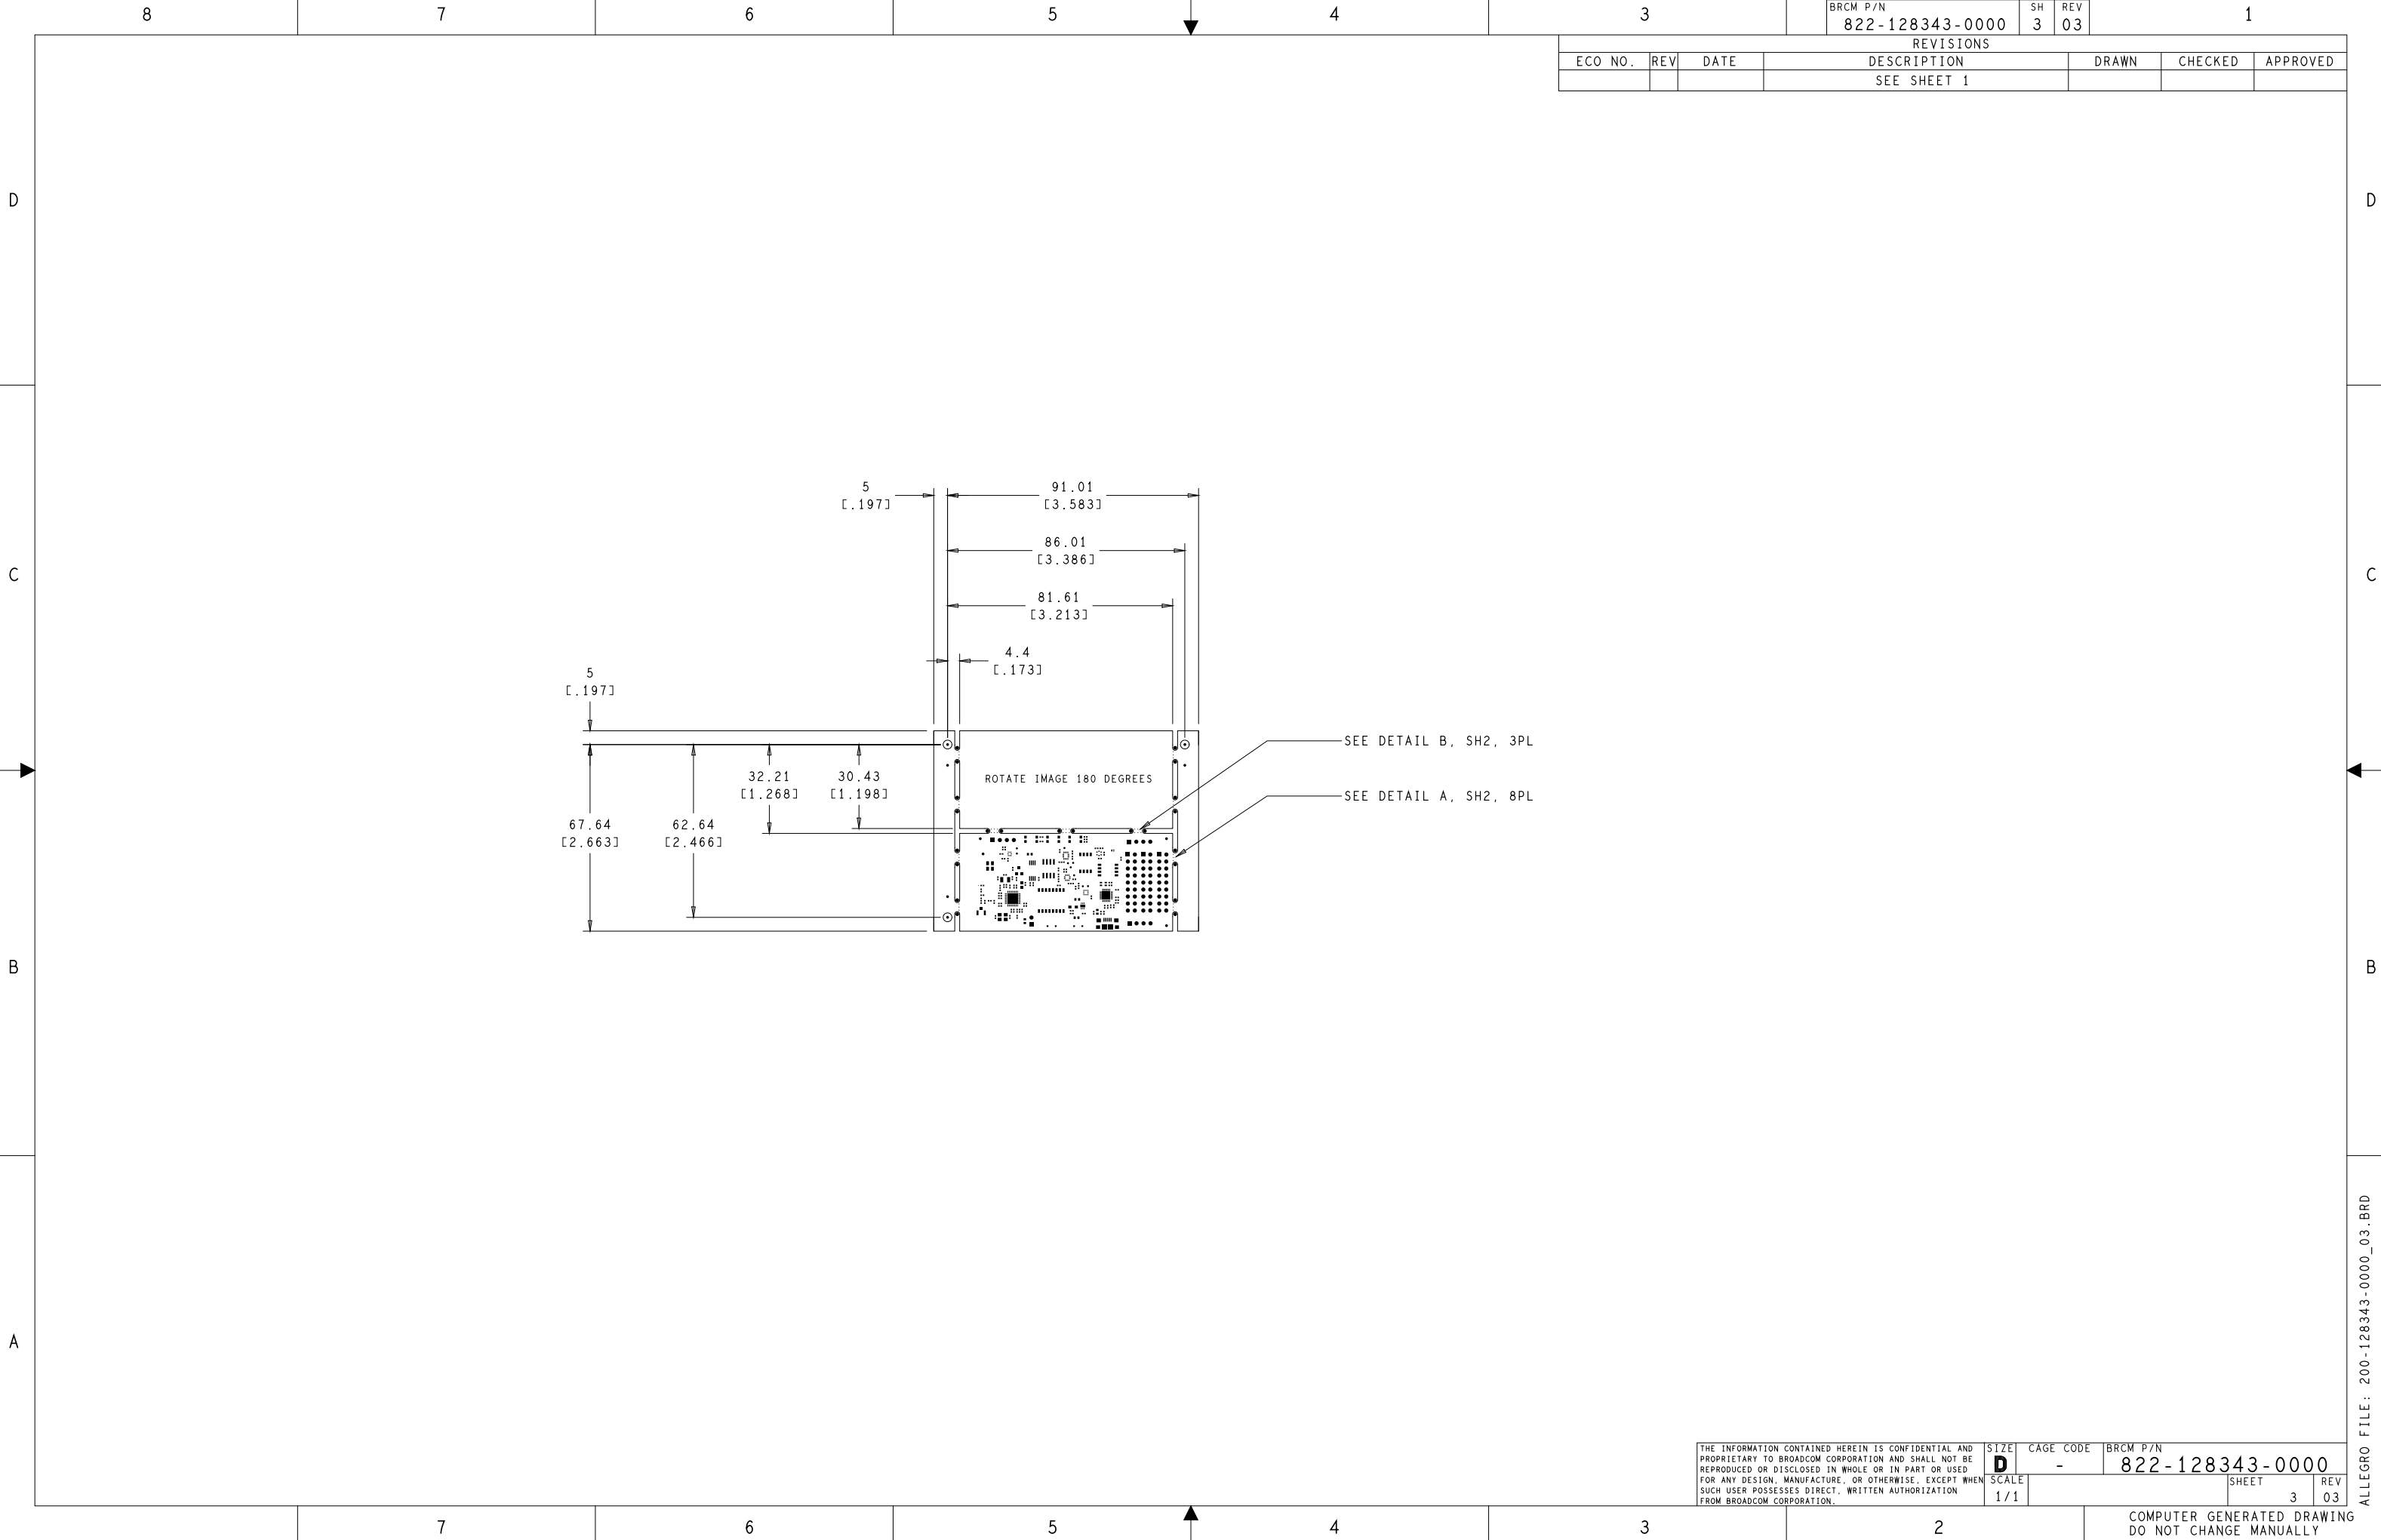 8 7 6 5 4 3 1
BRCM P/N SH REV
822-128343-0000 3 03
REVISIONS
ECO NO. REV DATE DESCRIPTION DRAWN CHECKED APPROVED
SEE SHEET 1
D D
5
[.197]
91.01
[3.583]
86.01
[3.386]
C C
81.61
[3.213]
4.4
[.173]
5
[.197]
SEE DETAIL B, SH2, 3PL
ROTATE IMAGE 180 DEGREES
32.21
[1.268]
30.43
[1.198]
SEE DETAIL A, SH2, 8PL
67.64
[2.663]
62.64
[2.466]
B B
A
ALLEGRO FILE: 200-128343-0000_03.BRD
THE INFORMATION CONTAINED HEREIN IS CONFIDENTIAL AND
PROPRIETARY TO BROADCOM CORPORATION AND SHALL NOT BE
REPRODUCED OR DISCLOSED IN WHOLE OR IN PART OR USED
FOR ANY DESIGN, MANUFACTURE, OR OTHERWISE, EXCEPT WHEN
SUCH USER POSSESSES DIRECT, WRITTEN AUTHORIZATION
FROM BROADCOM CORPORATION.
SIZE CAGE CODE BRCM P/N
D - 822-128343-0000
SCALE SHEET REV
1/1 3 03
7 6 5 4 3 2
COMPUTER GENERATED DRAWING
DO NOT CHANGE MANUALLY